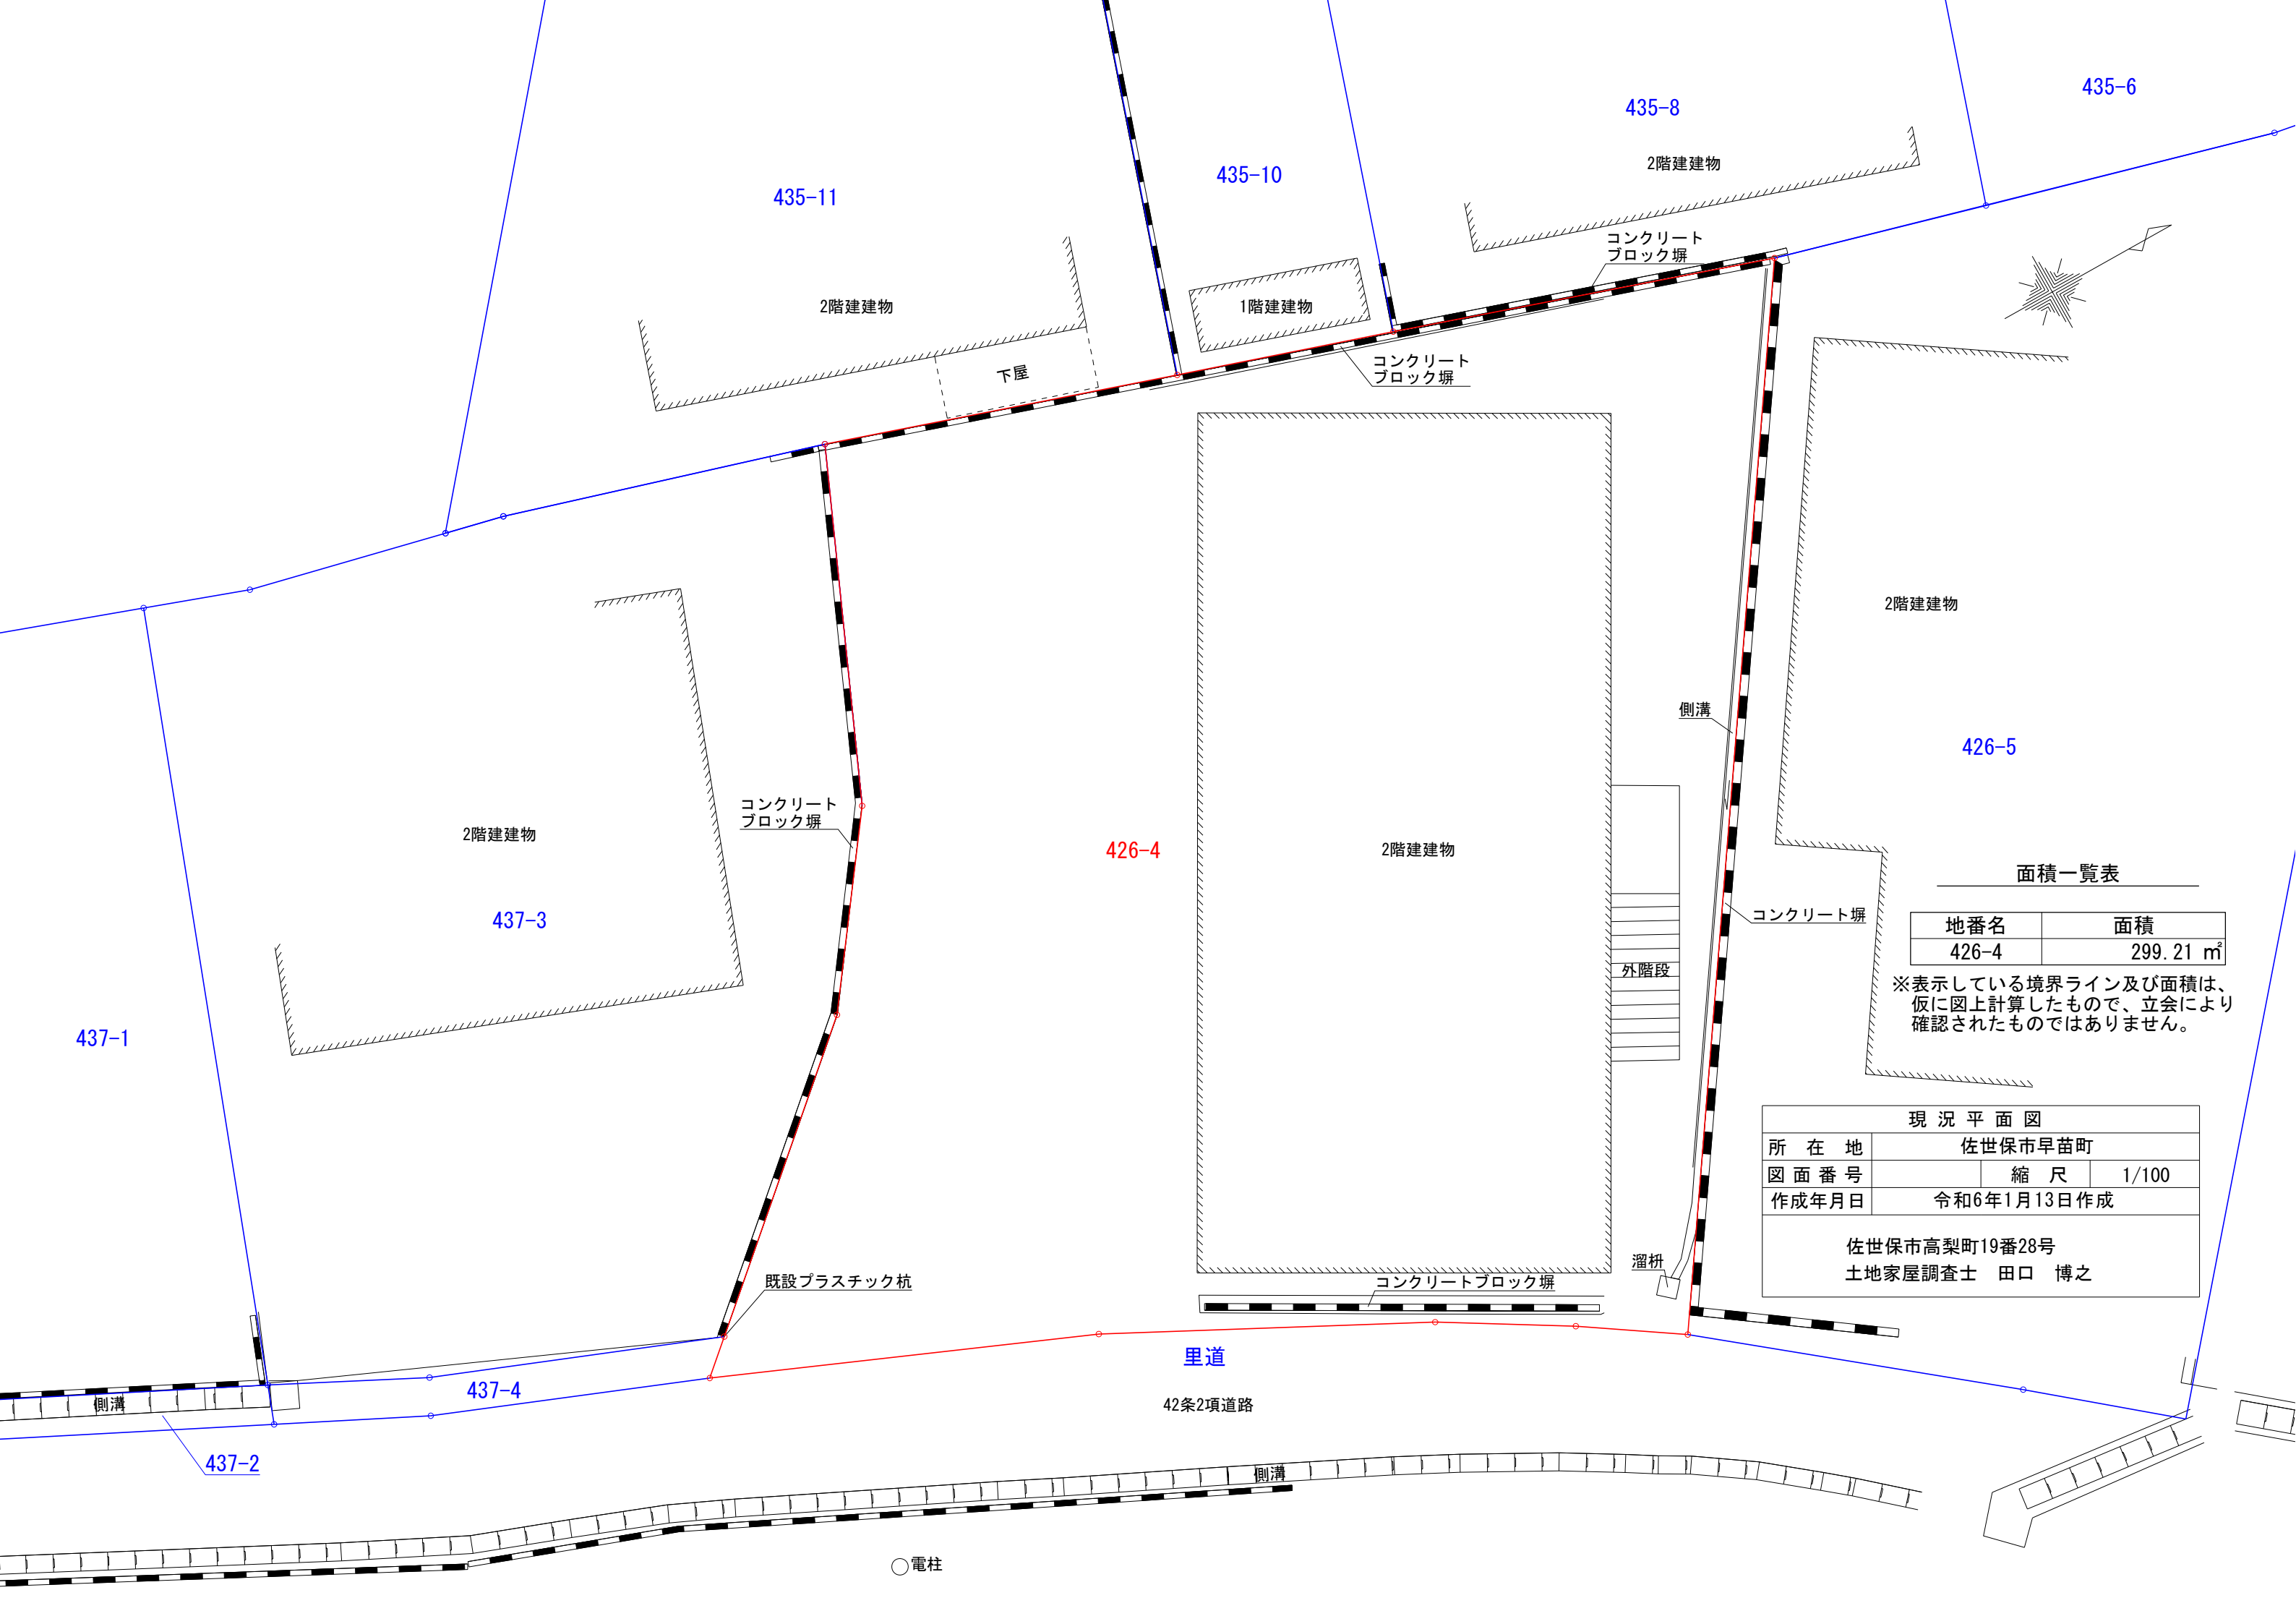 435-6
435-8
2階建建物
435-10
435-11
コンクリート
ブロック塀
2階建建物
1階建建物
コンクリート
ブロック塀
下屋
2階建建物
側溝
426-5
コンクリート
ブロック塀
2階建建物
426-4
2階建建物
437-3
コンクリート塀
外階段
437-1
面積一覧表
地番名 面積
426-4 299.21 ㎡
※表示している境界ライン及び面積は、
仮に図上計算したもので、立会により
確認されたものではありません。
現況平面図
所在地 佐世保市早苗町
図面番号 縮尺 1/100
作成年月日 令和6年1月13日作成
佐世保市高梨町19番28号
土地家屋調査士 田口 博之
溜枡
既設プラスチック杭
コンクリートブロック塀
里道
437-4
側溝
42条2項道路
437-2
側溝
電柱